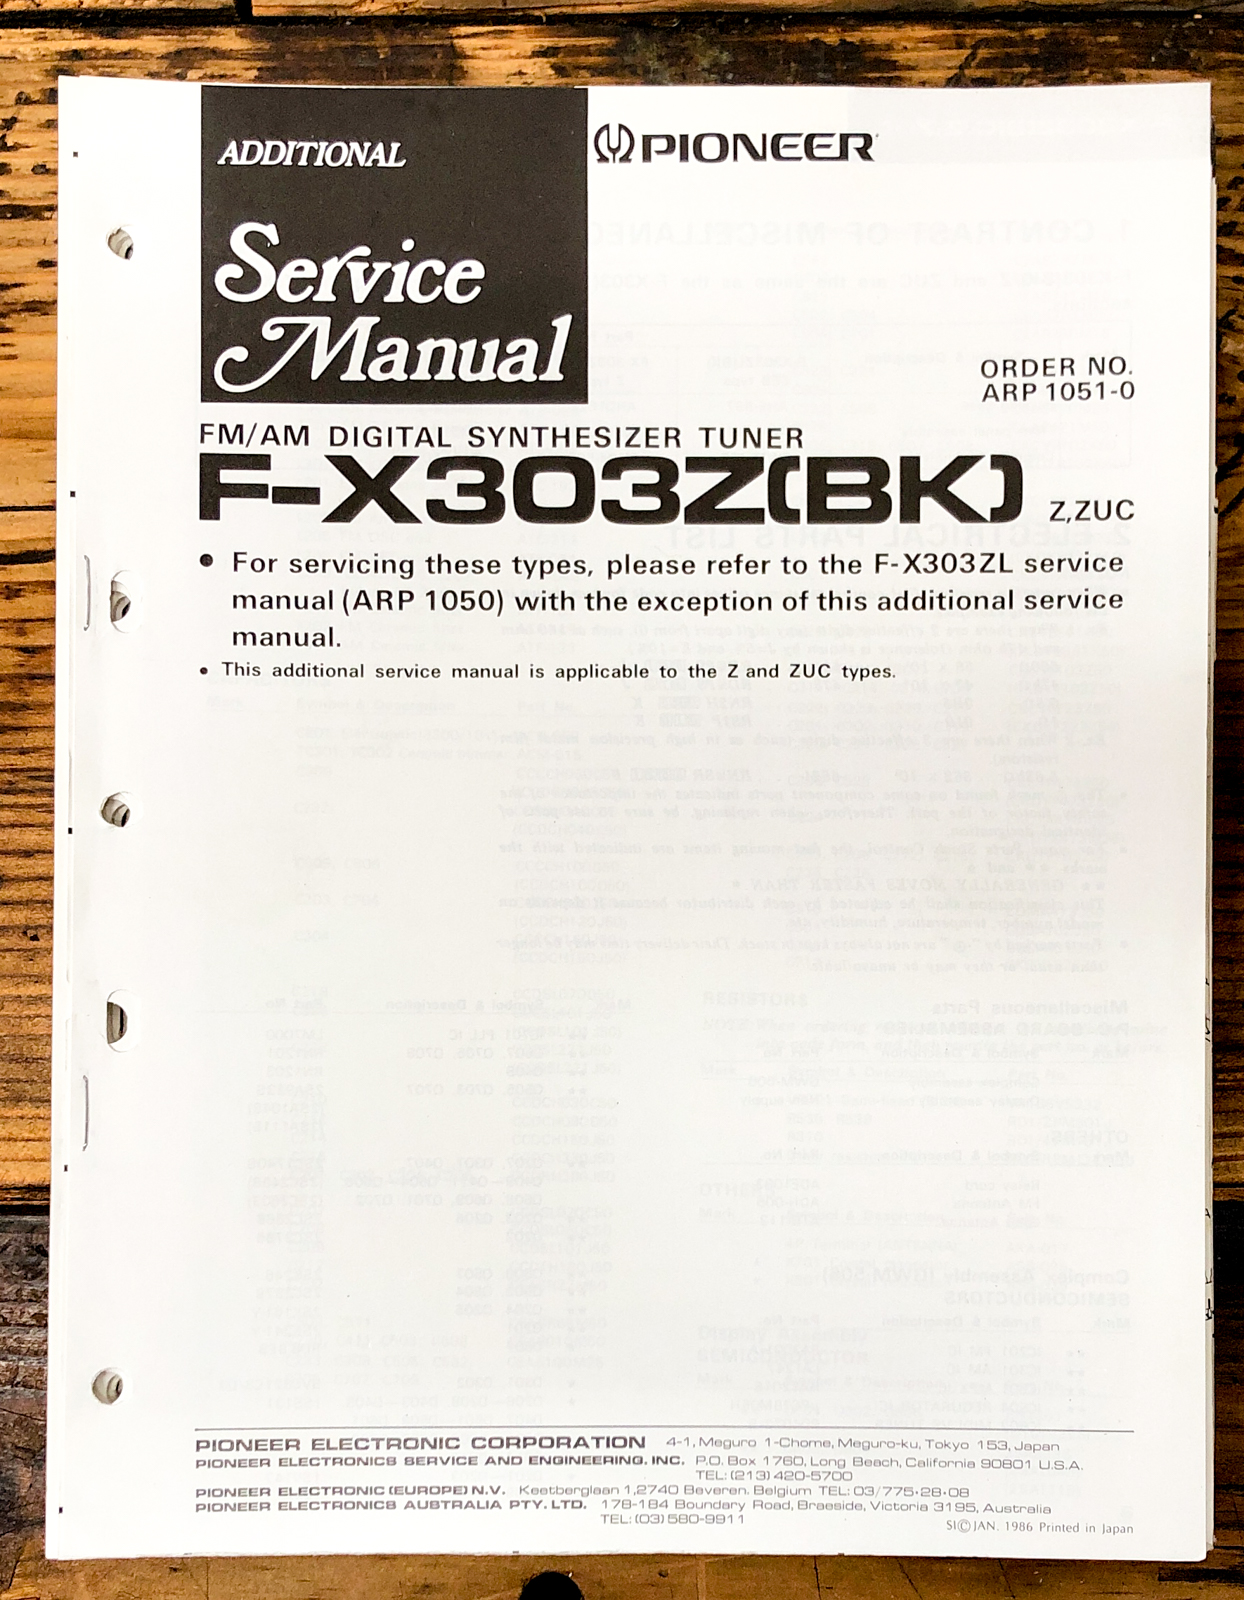 ADDITIONAL
Service
Manual
PIONEER
ORDER NO.
ARP 1051-0
FM/AM DIGITAL SYNTHESIZER TUNER
F-X303Z(BK) Z,ZUC
• For servicing these types, please refer to the F-X303ZL service
manual (ARP 1050) with the exception of this additional service
manual.
• This additional service manual is applicable to the Z and ZUC types.
PIONEER ELECTRONIC CORPORATION 4-1, Meguro 1-Chome, Meguro-ku, Tokyo 153, Japan
PIONEER ELECTRONICS SERVICE AND ENGINEERING. INC. P.O. Box 1760, Long Beach, California 90801 U.S.A.
TEL: (213) 420-5700
PIONEER ELECTRONIC (EUROPE) N.V. Keetberglaan 1, 2740 Beveren. Belgium TEL: 03/775·28·08
PIONEER ELECTRONICS AUSTRALIA PTY. LTD. 178-184 Boundary Road, Braeside, Victoria 3195, Australia
TEL: (03) 580-9911
SI © JAN. 1986 Printed in Japan